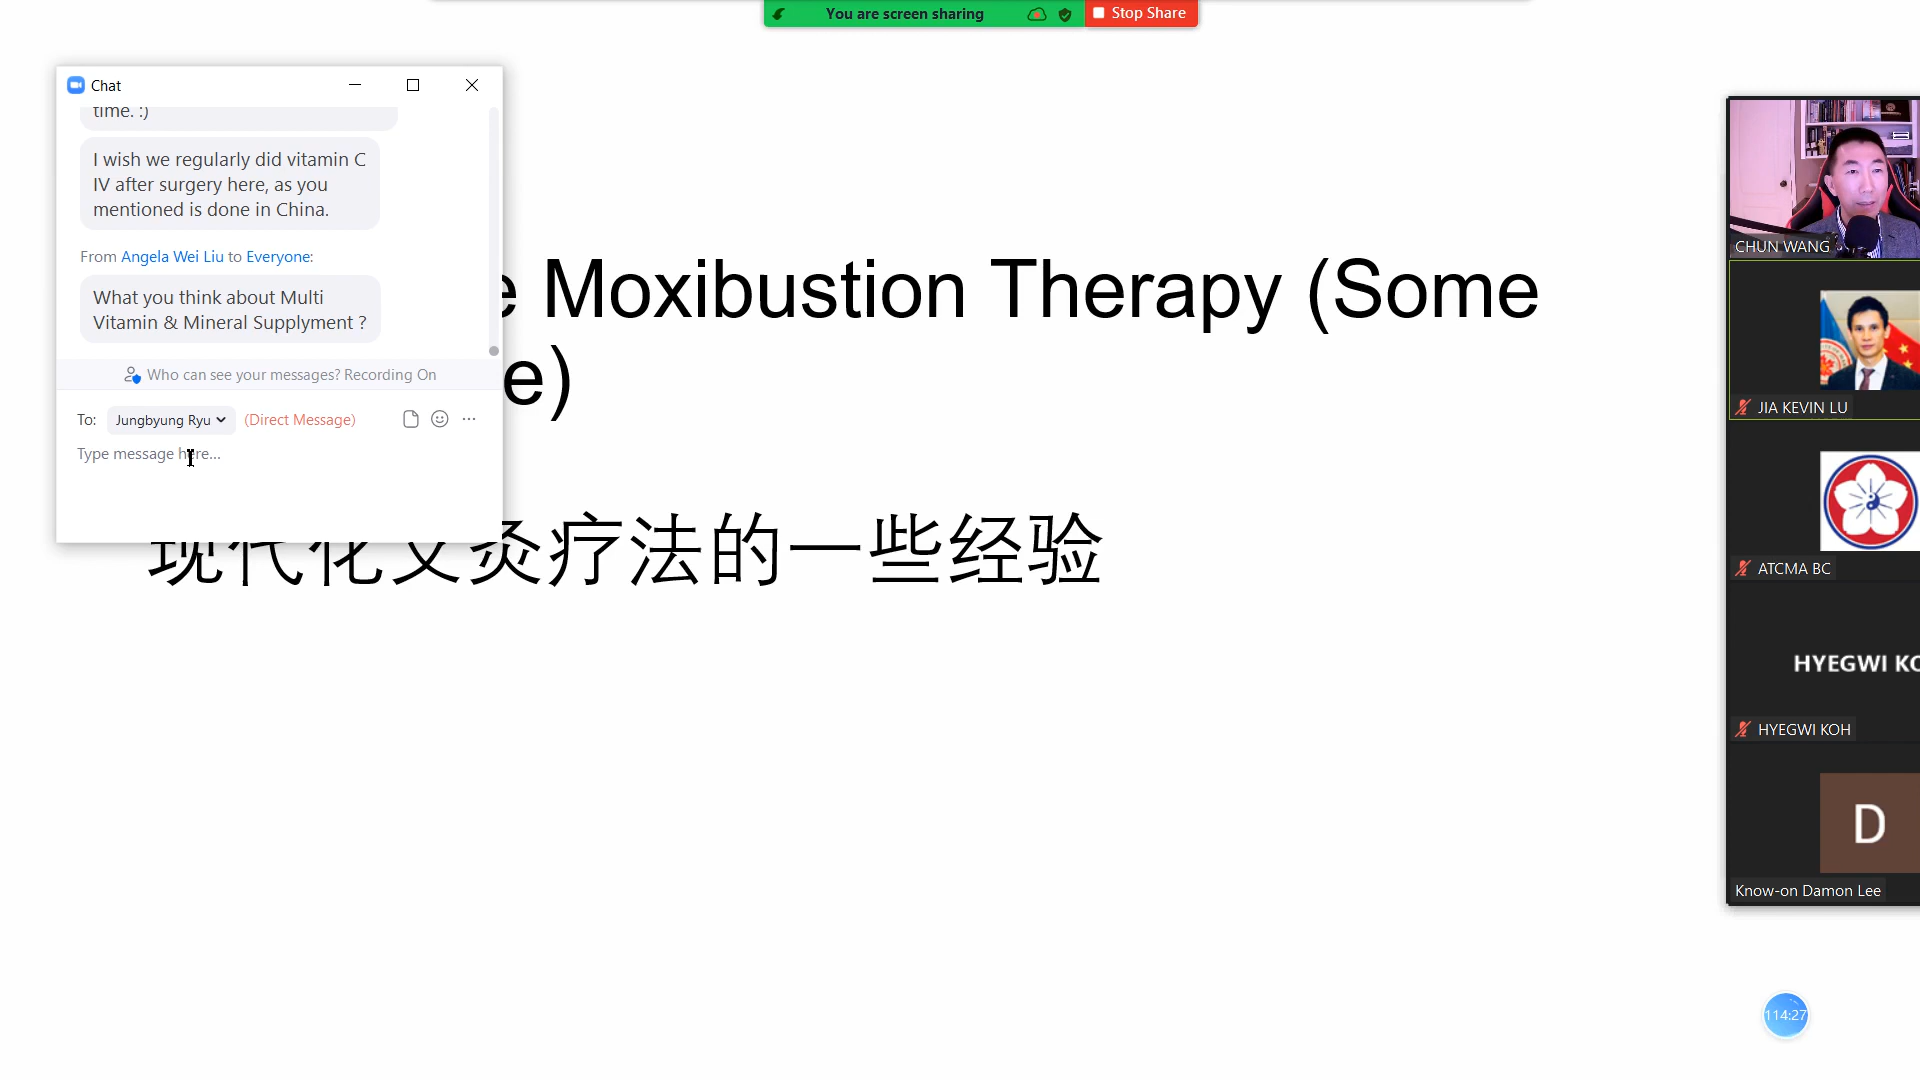 You are screen sharing
Stop Share
Chat
time. :)
I wish we regularly did vitamin C
IV after surgery here, as you
mentioned is done in China.
From Angela Wei Liu to Everyone:
What you think about Multi
Vitamin & Mineral Supplyment ?
Who can see your messages? Recording On
To: Jungbyung Ryu (Direct Message)
Type message here...
e Moxibustion Therapy (Some
e)
现代化艾灸疗法的一些经验
CHUN WANG
JIA KEVIN LU
ATCMA BC
HYEGWI KO
HYEGWI KOH
D
Know-on Damon Lee
114:27